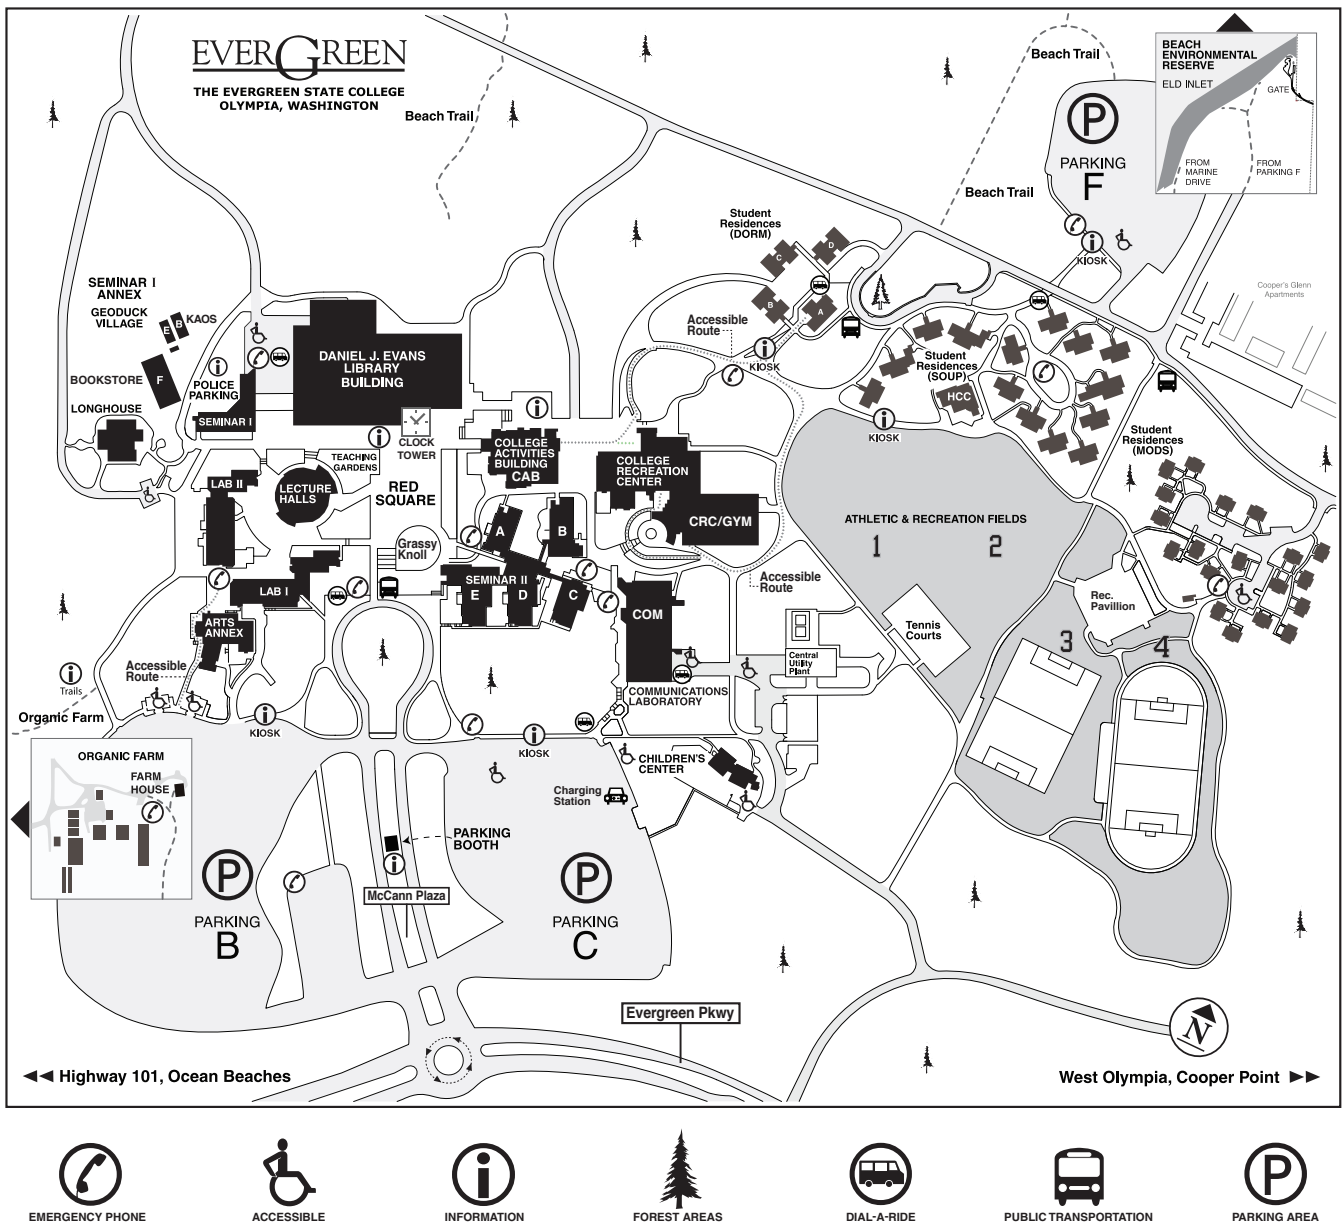 EVERGREEN
THE EVERGREEN STATE COLLEGE
OLYMPIA, WASHINGTON
Beach Trail
Beach Trail
Beach Trail
P
PARKING
F
KIOSK
BEACH
ENVIRONMENTAL
RESERVE
ELD INLET
GATE
FROM
MARINE
DRIVE
FROM
PARKING F
Cooper's Glenn
Apartments
Student
Residences
(DORM)
C
D
B
A
Accessible
Route
KIOSK
SEMINAR I
ANNEX
GEODUCK
VILLAGE
E
B
KAOS
BOOKSTORE
F
POLICE
PARKING
LONGHOUSE
SEMINAR I
DANIEL J. EVANS
LIBRARY
BUILDING
CLOCK
TOWER
TEACHING
GARDENS
RED
SQUARE
LAB II
LECTURE
HALLS
COLLEGE
ACTIVITIES
BUILDING
CAB
COLLEGE
RECREATION
CENTER
CRC/GYM
Student
Residences
(SOUP)
HCC
KIOSK
Student
Residences
(MODS)
ATHLETIC & RECREATION FIELDS
1
2
Grassy
Knoll
A
B
SEMINAR II
E
D
C
COM
LAB I
ARTS
ANNEX
Accessible
Route
Accessible
Route
Rec.
Pavillion
Tennis
Courts
3
4
Central
Utility
Plant
COMMUNICATIONS
LABORATORY
Trails
Organic Farm
KIOSK
KIOSK
CHILDREN'S
CENTER
Charging
Station
ORGANIC FARM
FARM
HOUSE
PARKING
BOOTH
McCann Plaza
P
PARKING
B
P
PARKING
C
Evergreen Pkwy
N
Highway 101, Ocean Beaches
West Olympia, Cooper Point
EMERGENCY PHONE
ACCESSIBLE
INFORMATION
FOREST AREAS
DIAL-A-RIDE
PUBLIC TRANSPORTATION
P
PARKING AREA